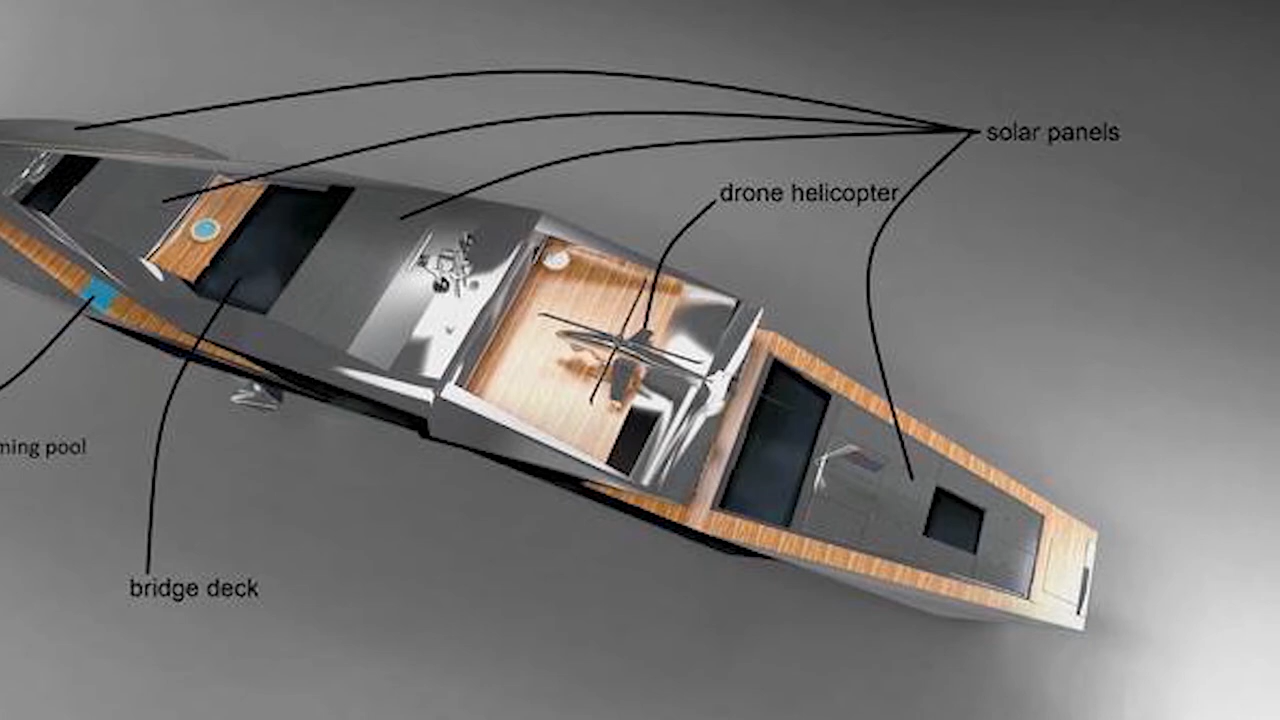 solar panels
drone helicopter
ming pool
bridge deck